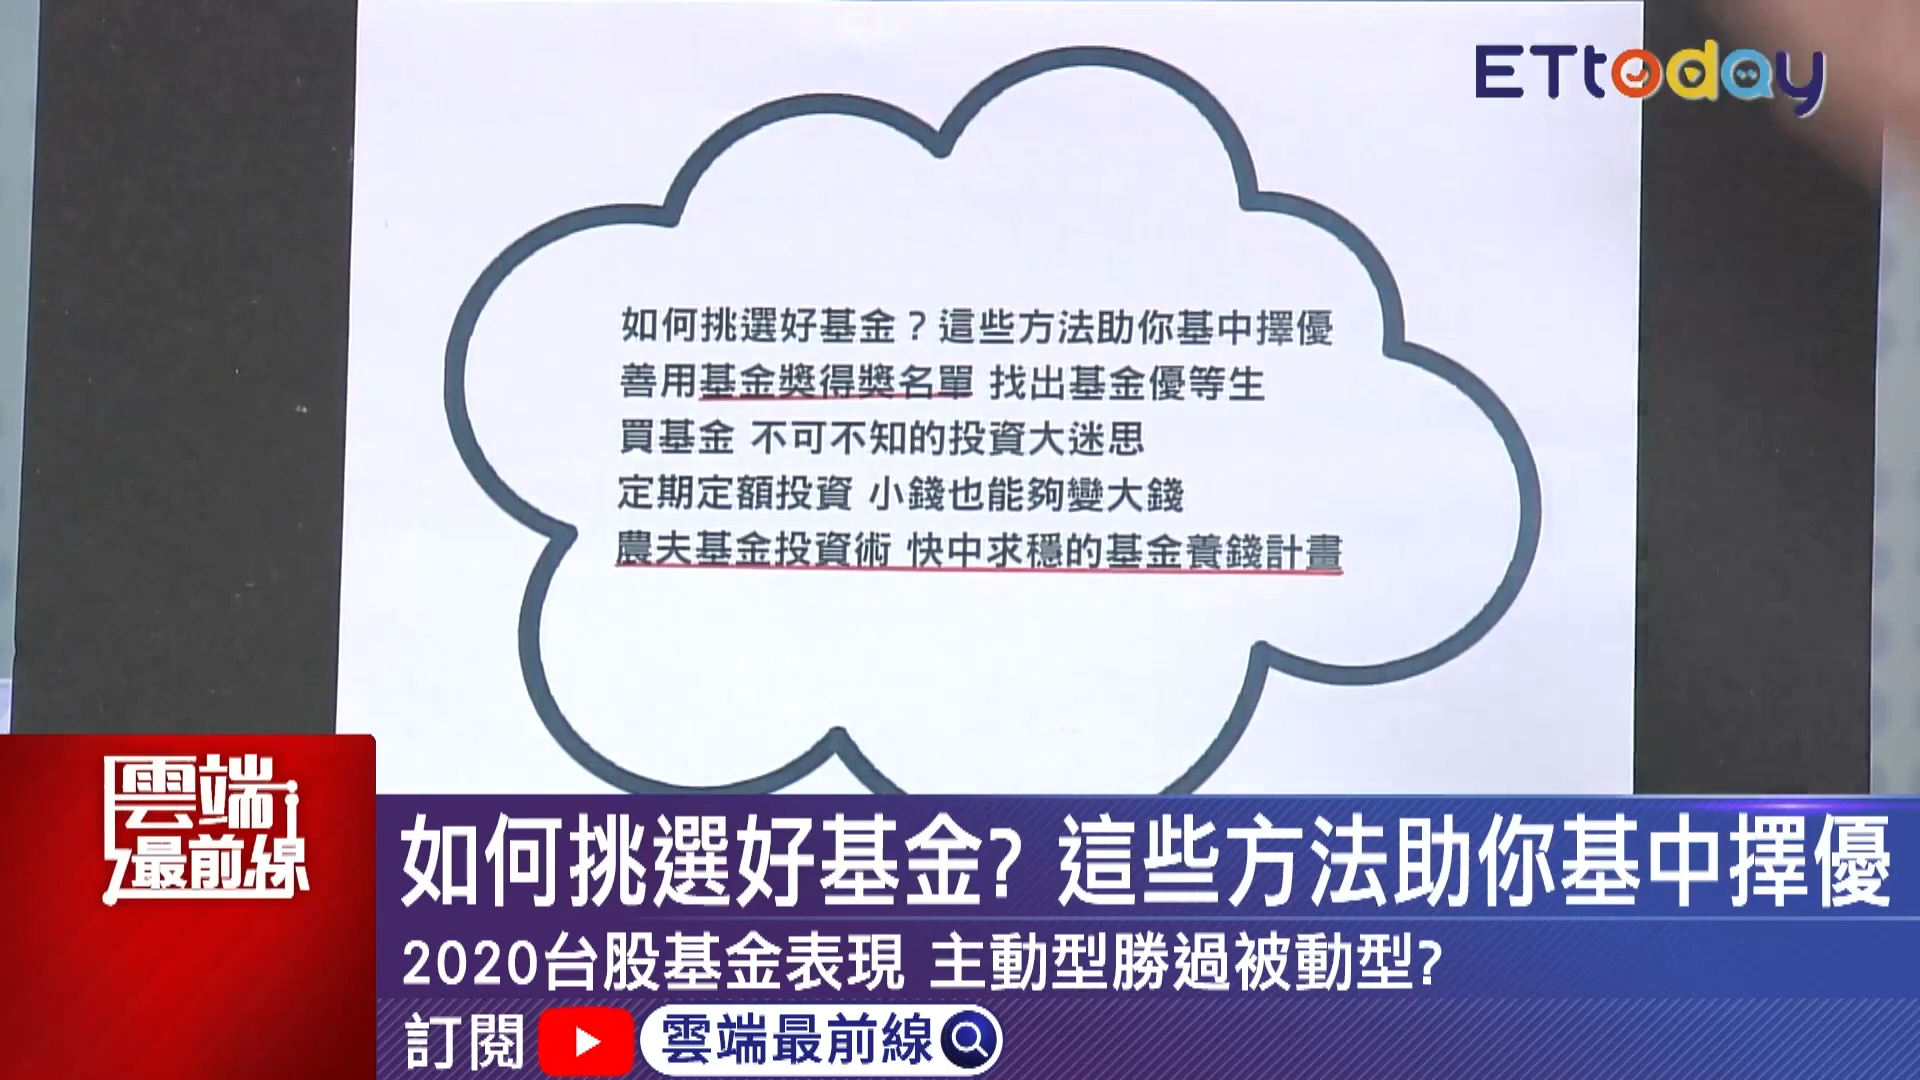 ETtoday
如何挑選好基金？這些方法助你基中擇優
善用基金獎得獎名單 找出基金優等生
買基金 不可不知的投資大迷思
定期定額投資 小錢也能夠變大錢
農夫基金投資術 快中求穩的基金養錢計畫
雲端最前線
如何挑選好基金? 這些方法助你基中擇優
2020台股基金表現 主動型勝過被動型?
訂閱 雲端最前線